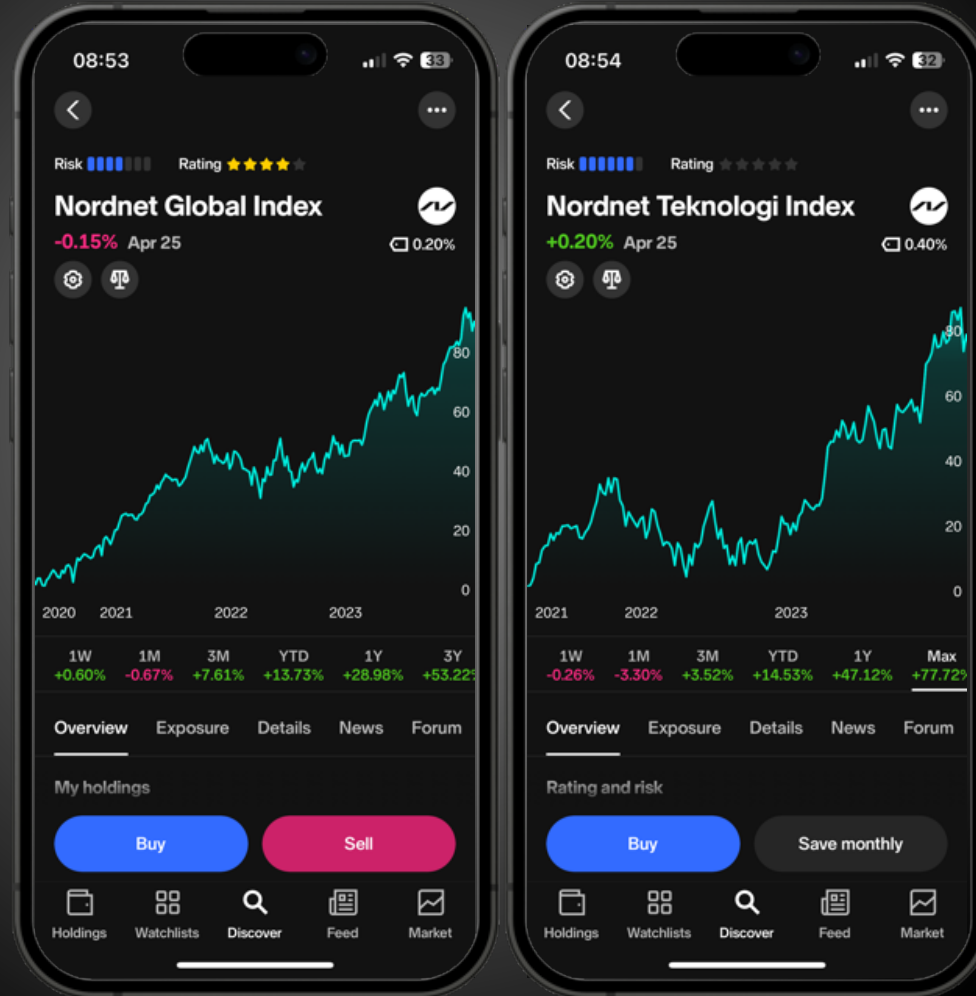 08:53
33
Risk
Rating
Nordnet Global Index
-0.15% Apr 25
0.20%
80
60
40
20
0
2020 2021 2022 2023
1W 1M 3M YTD 1Y 3Y
+0.60% -0.67% +7.61% +13.73% +28.98% +53.22%
Overview Exposure Details News Forum
My holdings
Buy Sell
Holdings Watchlists Discover Feed Market
08:54
32
Risk
Rating
Nordnet Teknologi Index
+0.20% Apr 25
0.40%
80
60
40
20
0
2021 2022 2023
1W 1M 3M YTD 1Y Max
-0.26% -3.30% +3.52% +14.53% +47.12% +77.72%
Overview Exposure Details News Forum
Rating and risk
Buy Save monthly
Holdings Watchlists Discover Feed Market